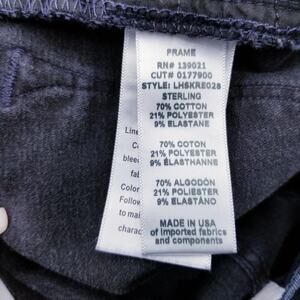 FRAME
RN# 139021
CUT# 0177900
STYLE: LHSKRE028
STERLING
70% COTTON
21% POLYESTER
9% ELASTANE
70% COTON
21% POLYESTER
9% ÉLASTHANNE
70% ALGODÓN
21% POLIESTER
9% ELASTANO
MADE IN USA
of imported fabrics
and components
Line
blee
Color
Follow
to mai
charac